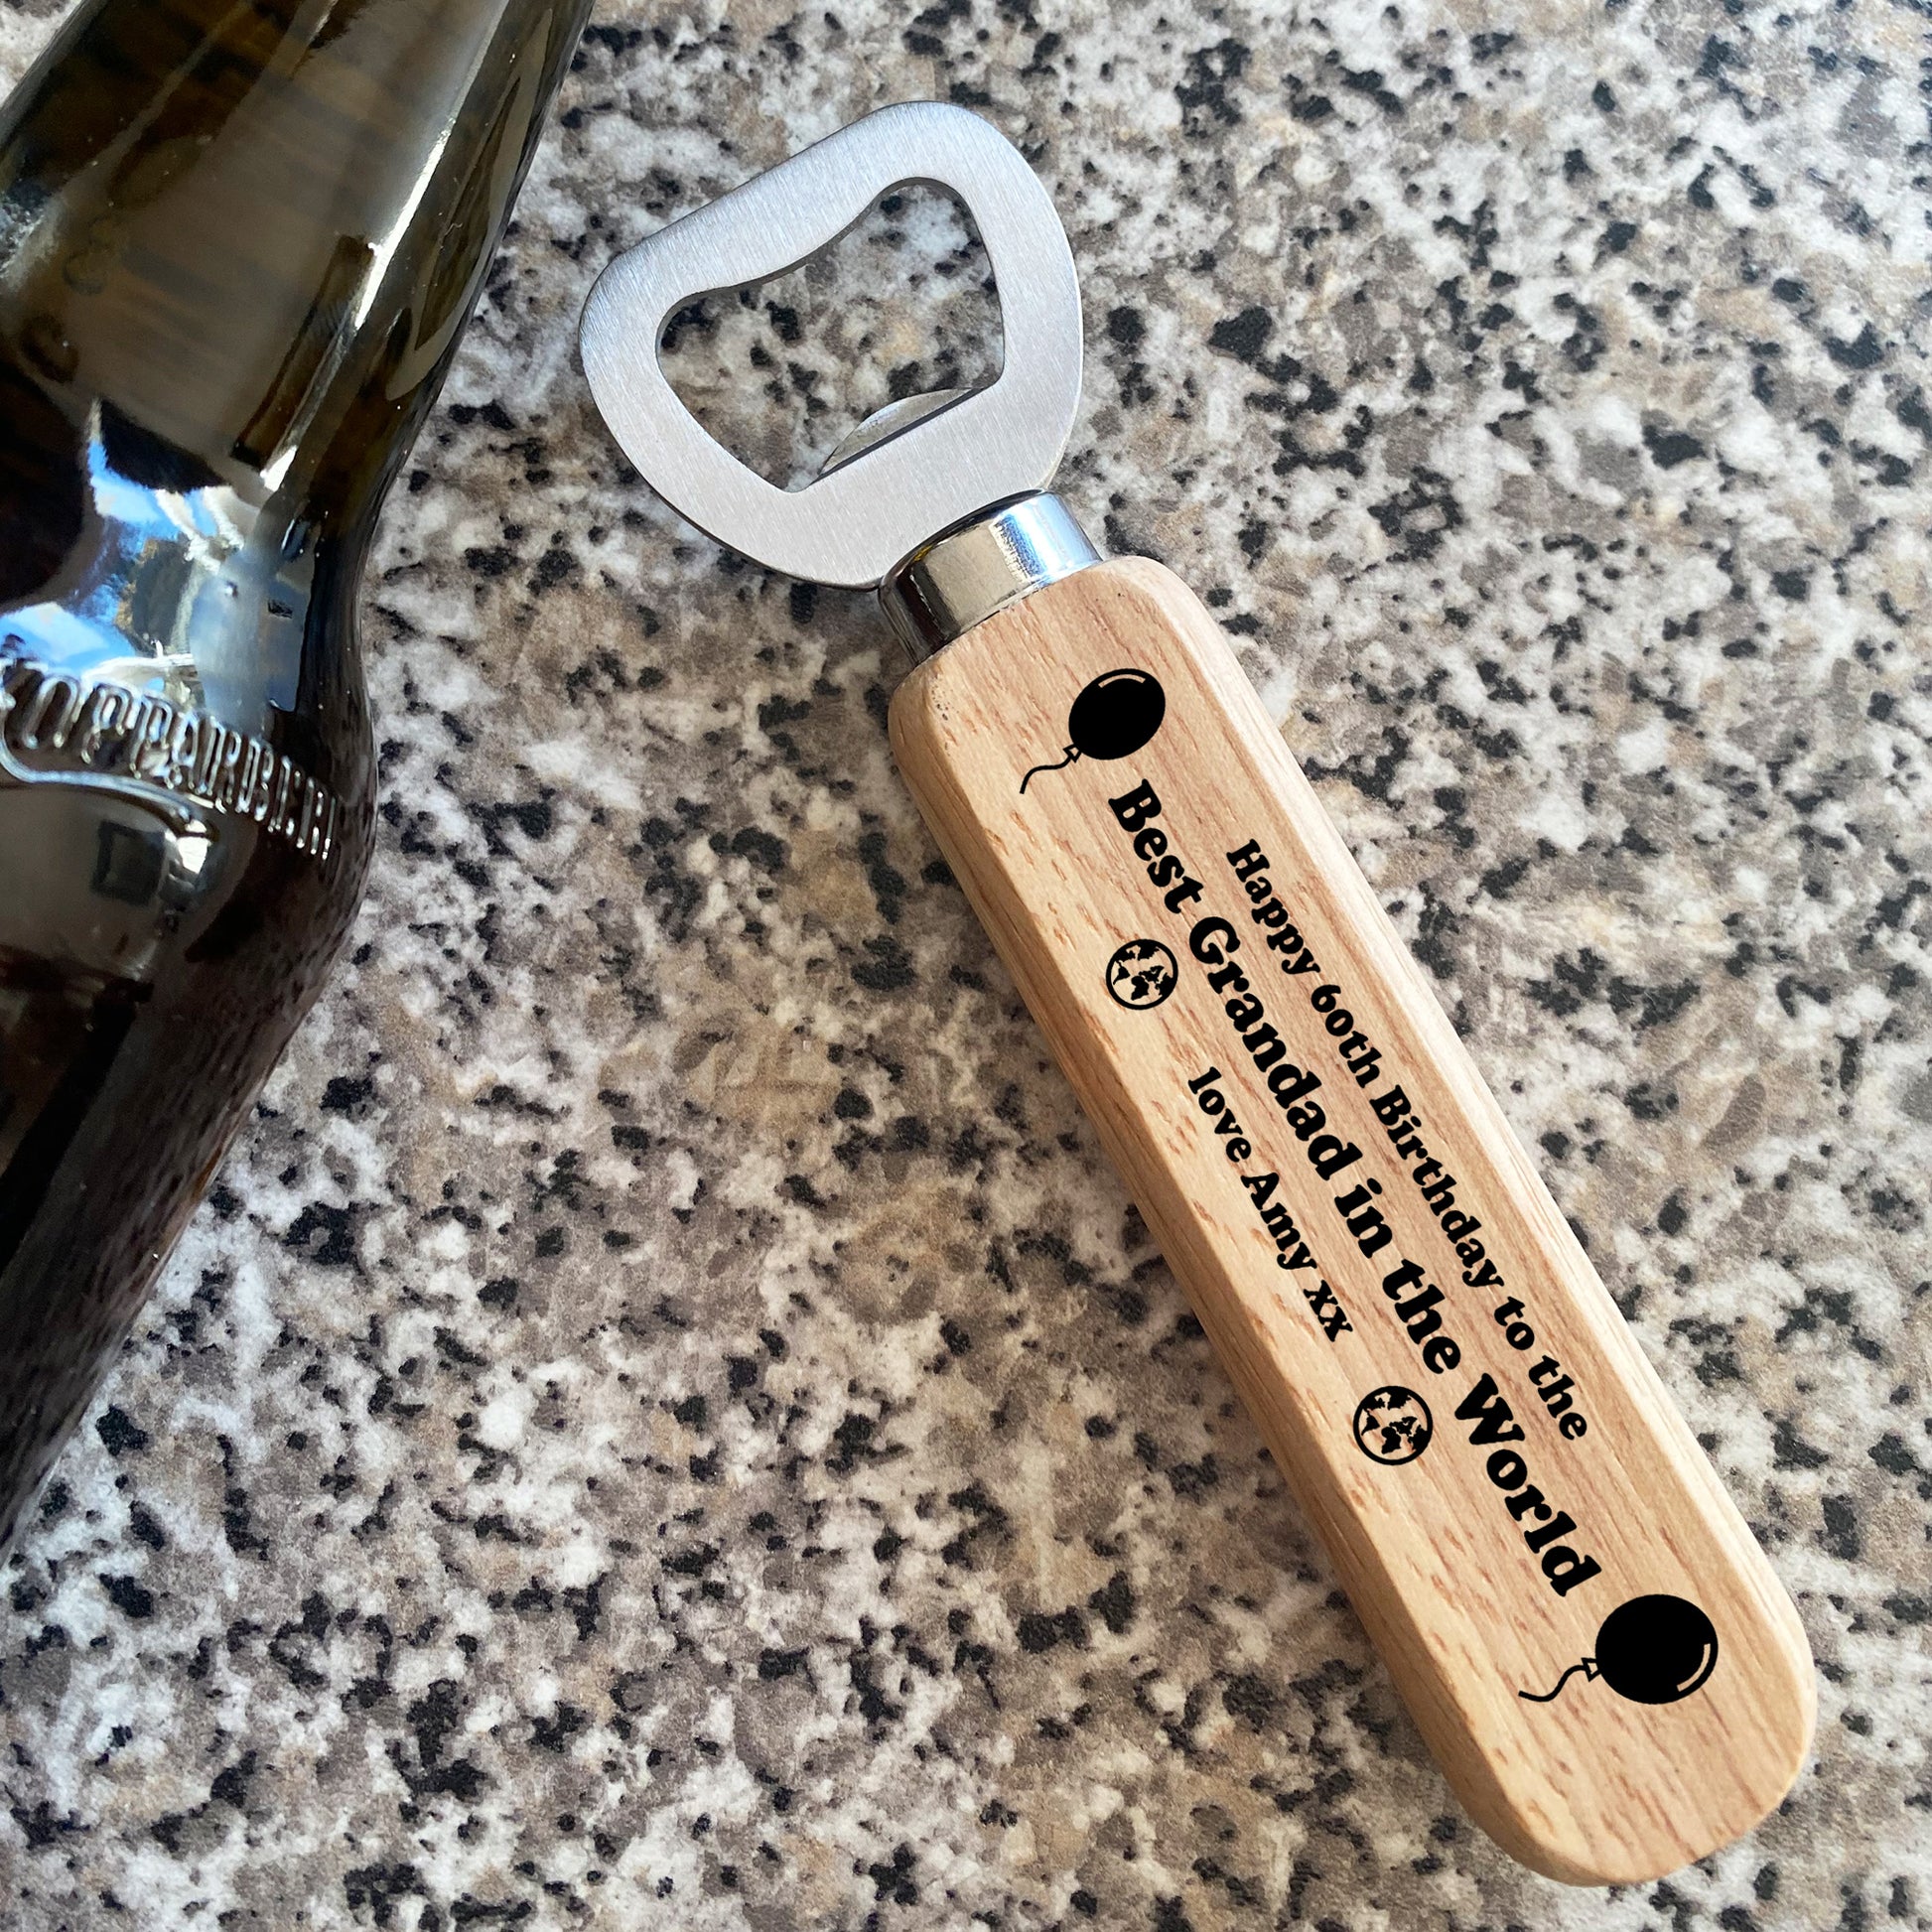 Happy 60th Birthday to the
Best Grandad in the World
love Amy xx